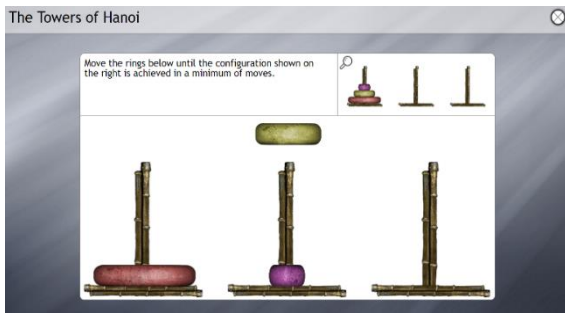 The Towers of Hanoi
Move the rings below until the configuration shown on
the right is achieved in a minimum of moves.